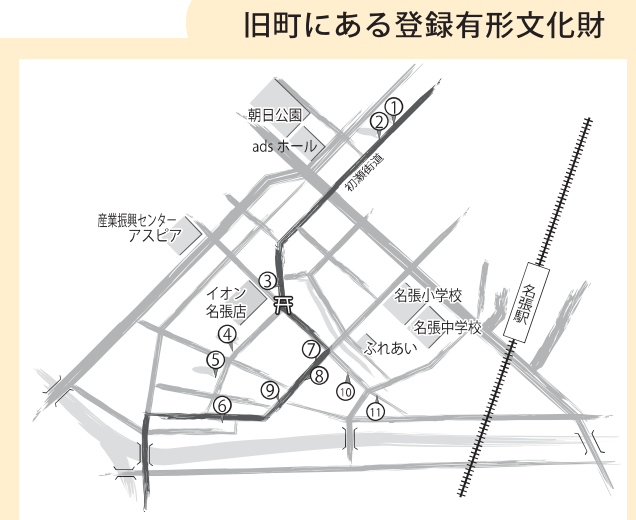 旧町にある登録有形文化財
朝日公園
ads ホール
①
②
初瀬街道
産業振興センター
アスピア
③
イオン
名張店
名張小学校
名張中学校
名張駅
④
⑤
⑥
⑦
⑧
⑨
⑩
⑪
ふれあい